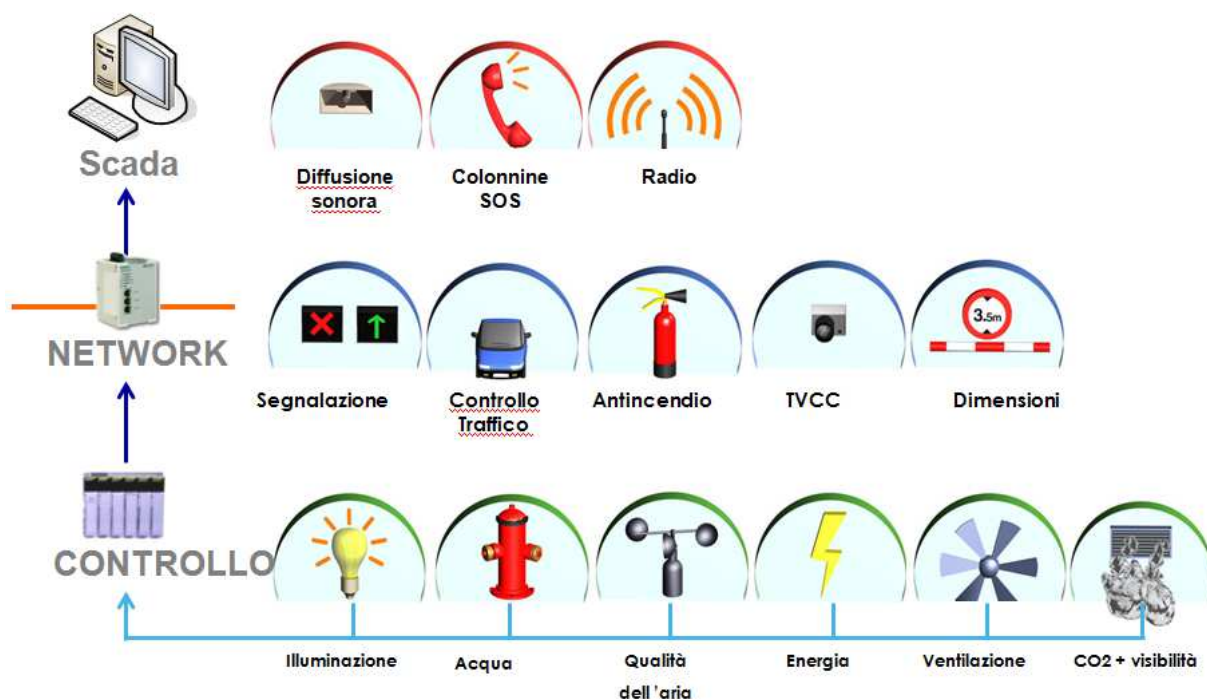 Scada
Diffusione
sonora
Colonnine
SOS
Radio
NETWORK
3.5m
Segnalazione
Controllo
Traffico
Antincendio
TVCC
Dimensioni
CONTROLLO
Illuminazione
Acqua
Qualità
dell 'aria
Energia
Ventilazione
CO2 + visibilità